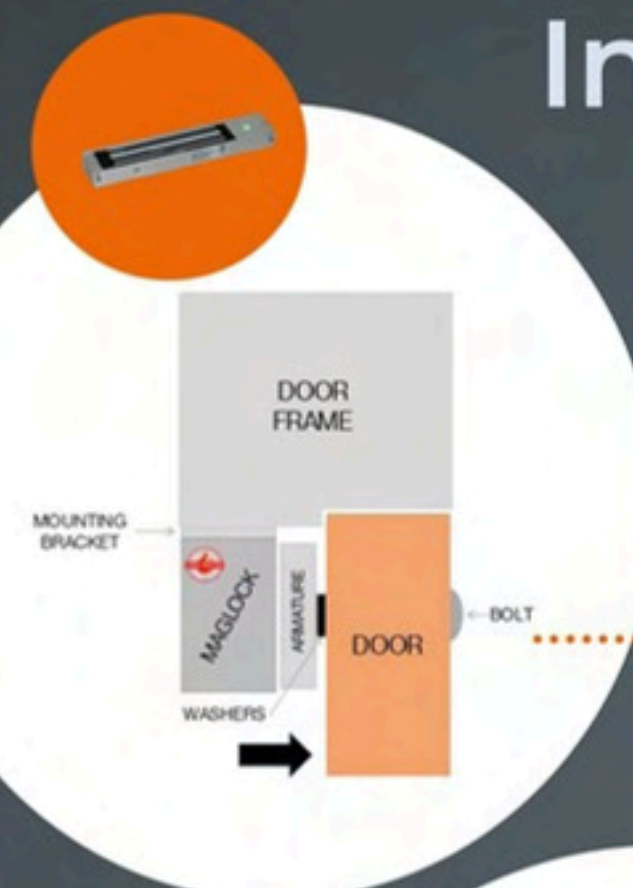 In
DOOR
FRAME
MOUNTING
BRACKET
MAGLOCK
ARMATURE
DOOR
BOLT
WASHERS